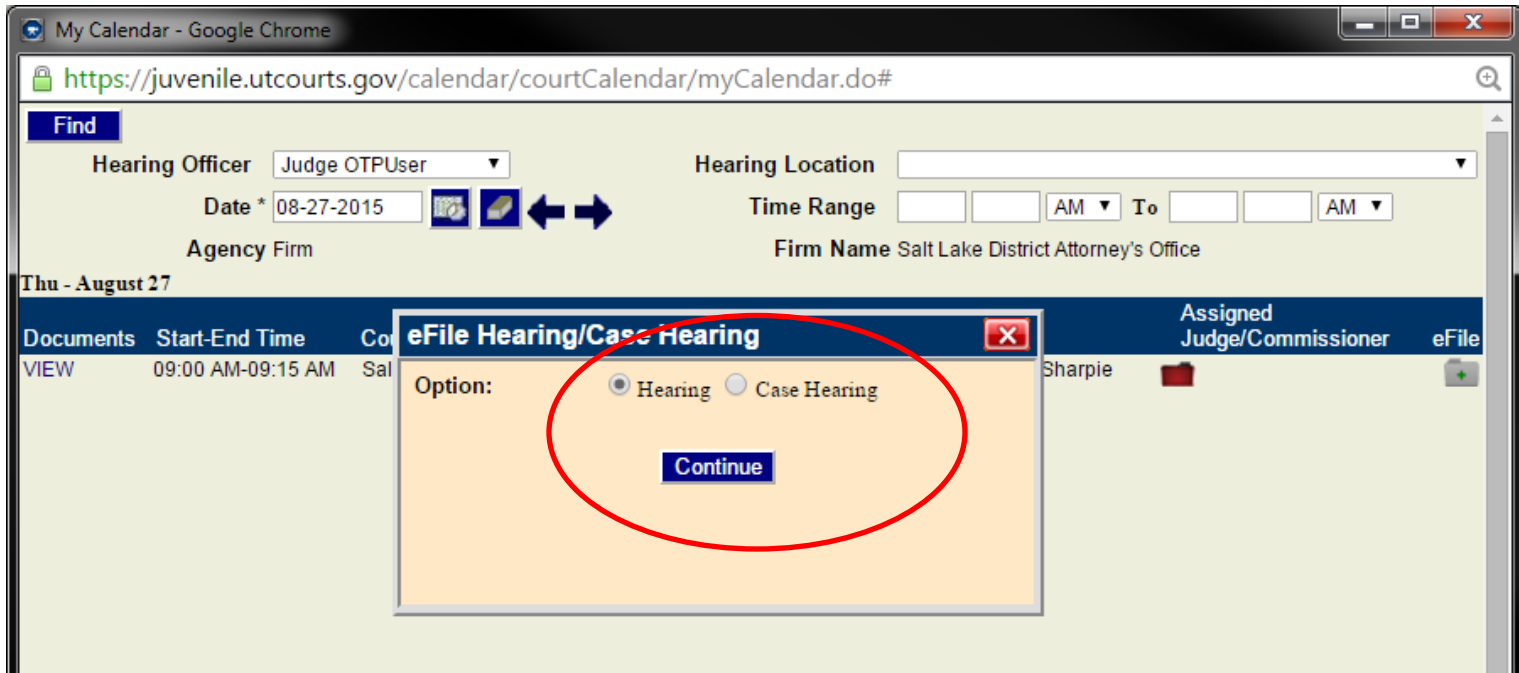 My Calendar - Google Chrome
https://juvenile.utcourts.gov/calendar/courtCalendar/myCalendar.do#
Find
Hearing Officer Judge OTPUser Hearing Location
Date * 08-27-2015 Time Range AM To AM
Agency Firm Firm Name Salt Lake District Attorney's Office
Thu - August 27
Documents Start-End Time Assigned Judge/Commissioner eFile
VIEW 09:00 AM-09:15 AM Sal Sharpie
eFile Hearing/Case Hearing
Option: Hearing Case Hearing
Continue